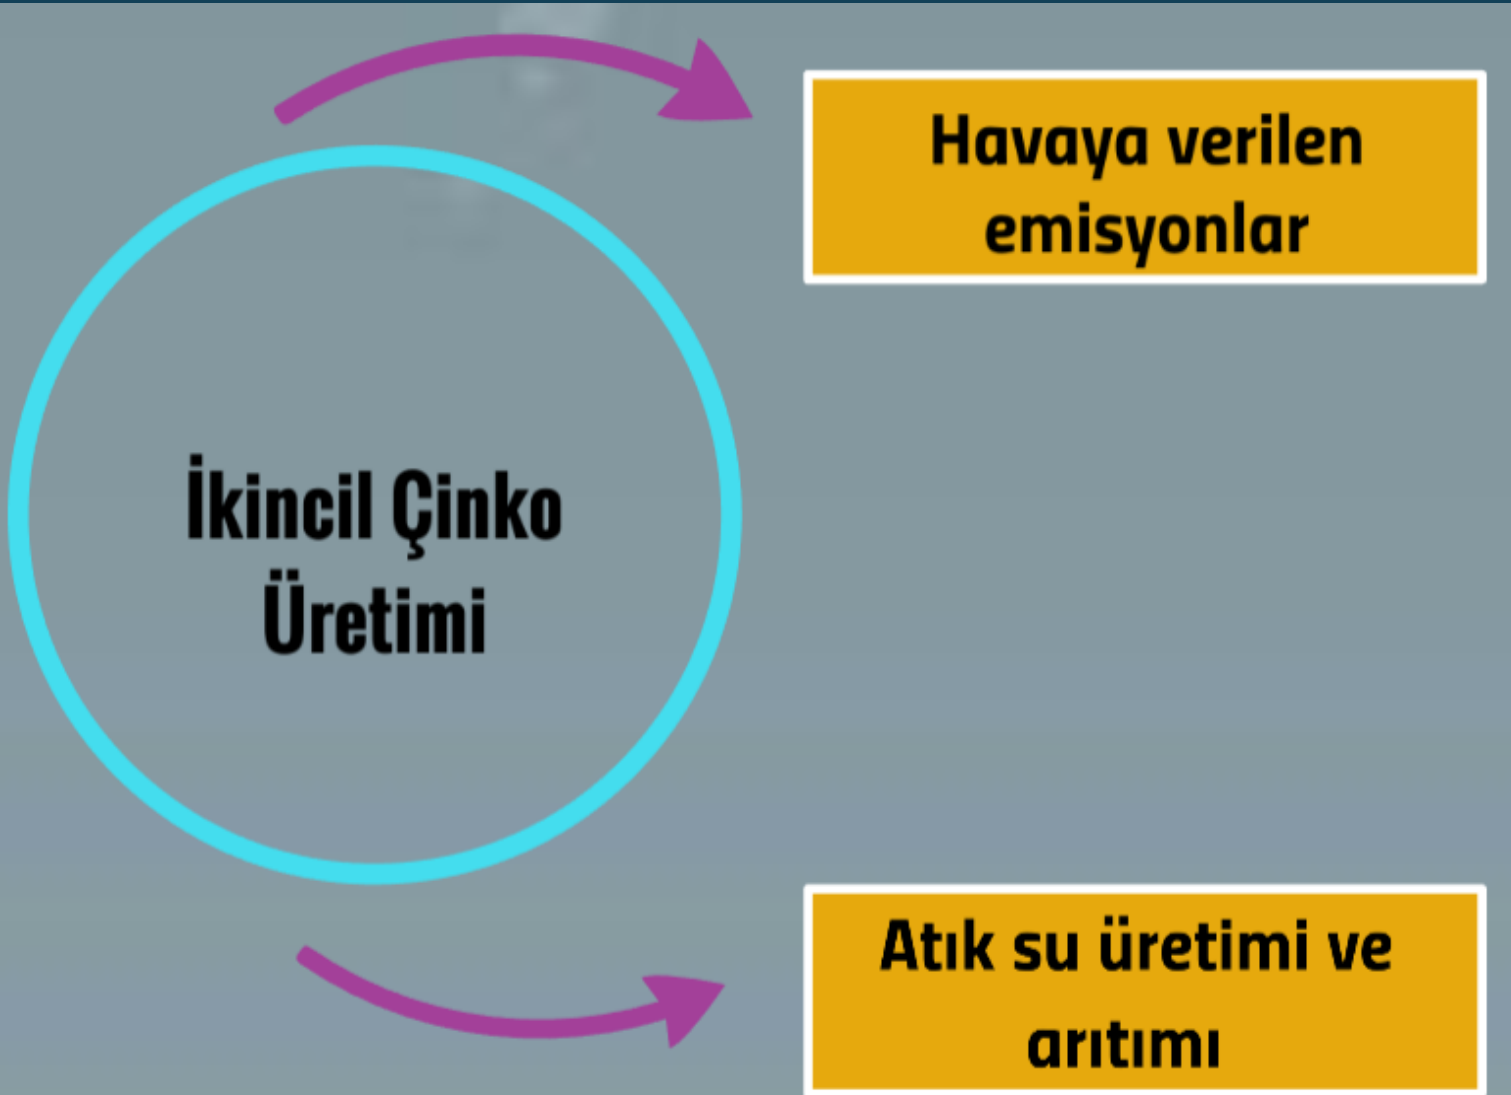 Havaya verilen
emisyonlar
İkincil Çinko
Üretimi
Atık su üretimi ve
arıtımı